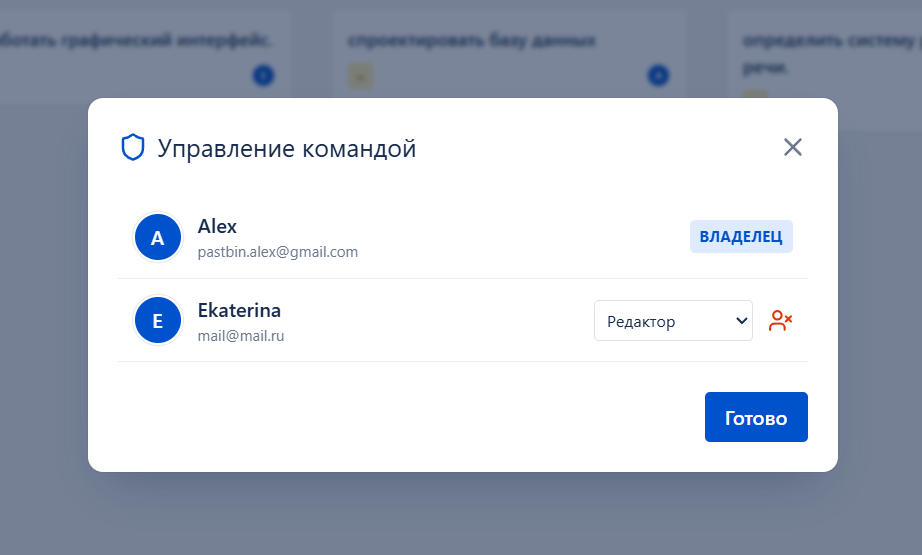 ботать графический интерфейс.
спроектировать базу данных
определить систему
речи.
Управление командой
A
Alex
pastbin.alex@gmail.com
ВЛАДЕЛЕЦ
E
Ekaterina
mail@mail.ru
Редактор
Готово